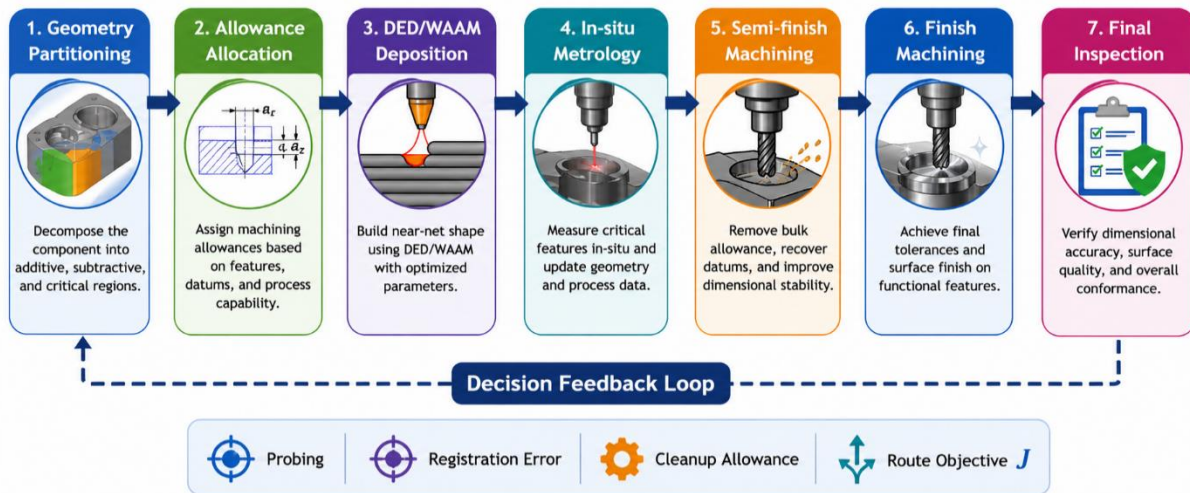 1. Geometry
Partitioning
Decompose the
component into
additive, subtractive,
and critical regions.
2. Allowance
Allocation
a_r
a_z
Assign machining
allowances based
on features,
datums, and process
capability.
3. DED/WAAM
Deposition
Build near-net shape
using DED/WAAM
with optimized
parameters.
4. In-situ
Metrology
Measure critical
features in-situ and
update geometry
and process data.
5. Semi-finish
Machining
Remove bulk
allowance, recover
datums, and improve
dimensional stability.
6. Finish
Machining
Achieve final
tolerances and
surface finish on
functional features.
7. Final
Inspection
Verify dimensional
accuracy, surface
quality, and overall
conformance.
Decision Feedback Loop
Probing
Registration Error
Cleanup Allowance
Route Objective J